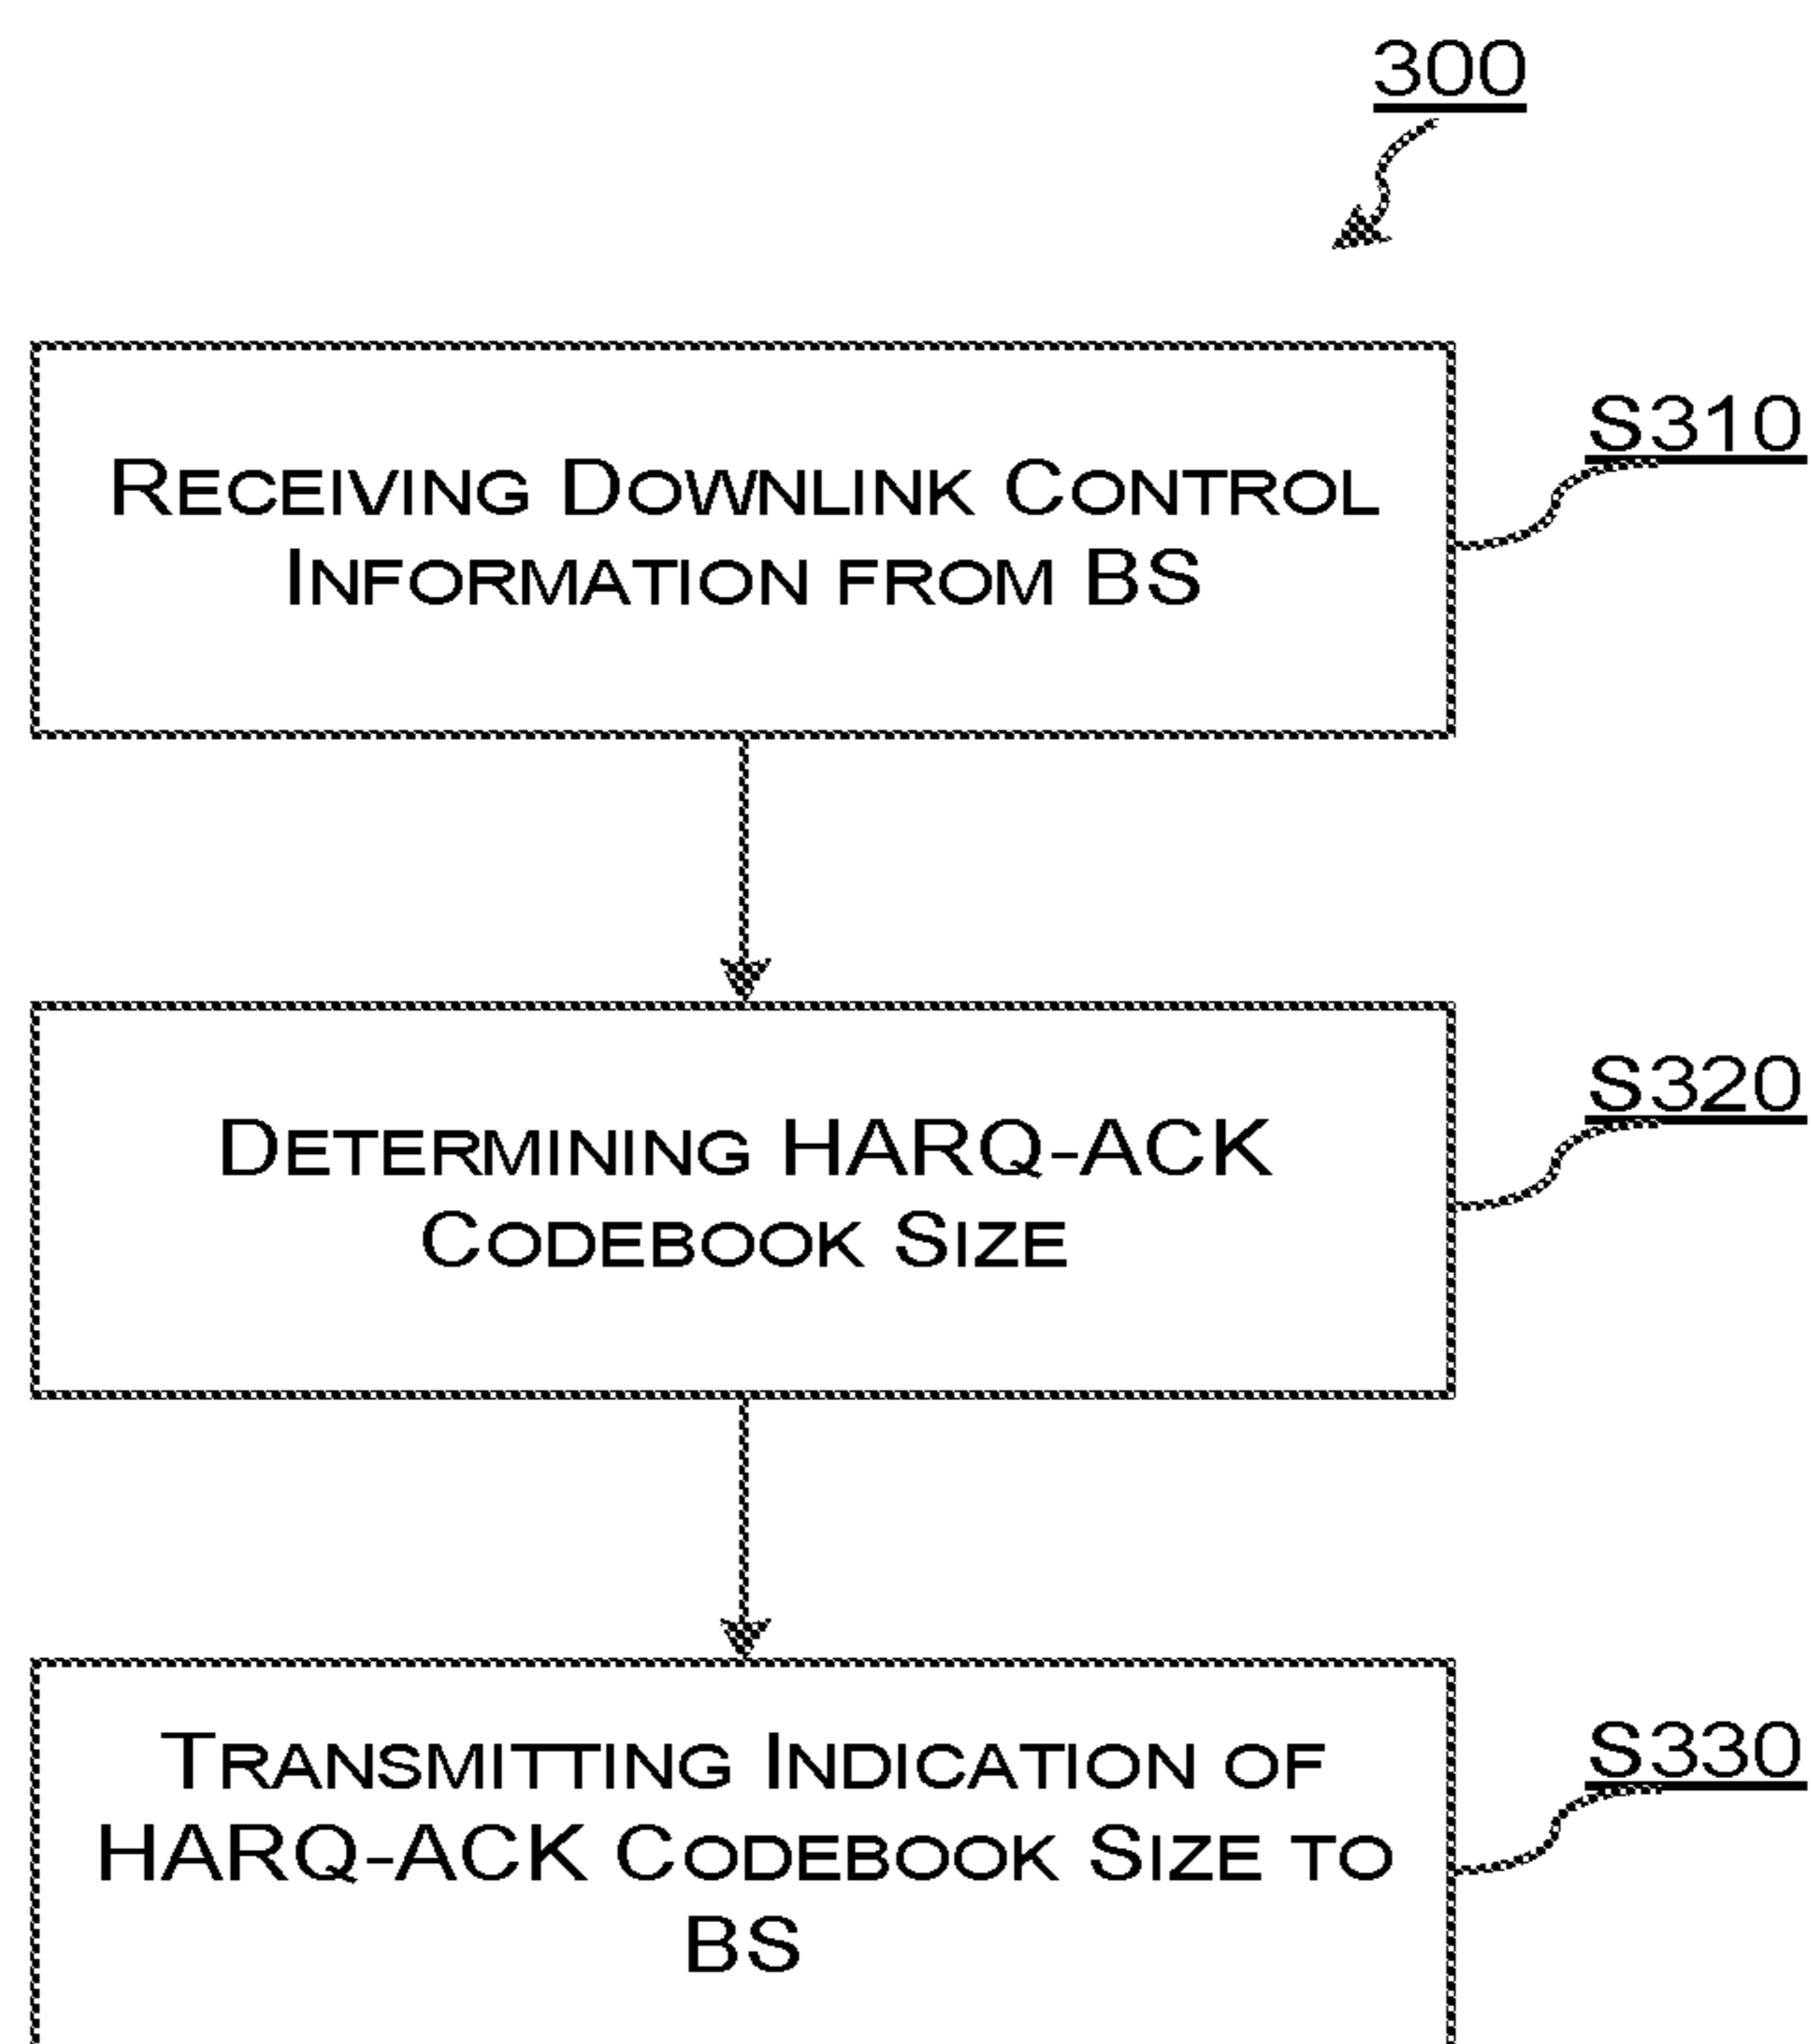 300
RECEIVING DOWNLINK CONTROL
INFORMATION FROM BS
S310
DETERMINING HARQ-ACK
CODEBOOK SIZE
S320
TRANSMITTING INDICATION OF
HARQ-ACK CODEBOOK SIZE TO
BS
S330